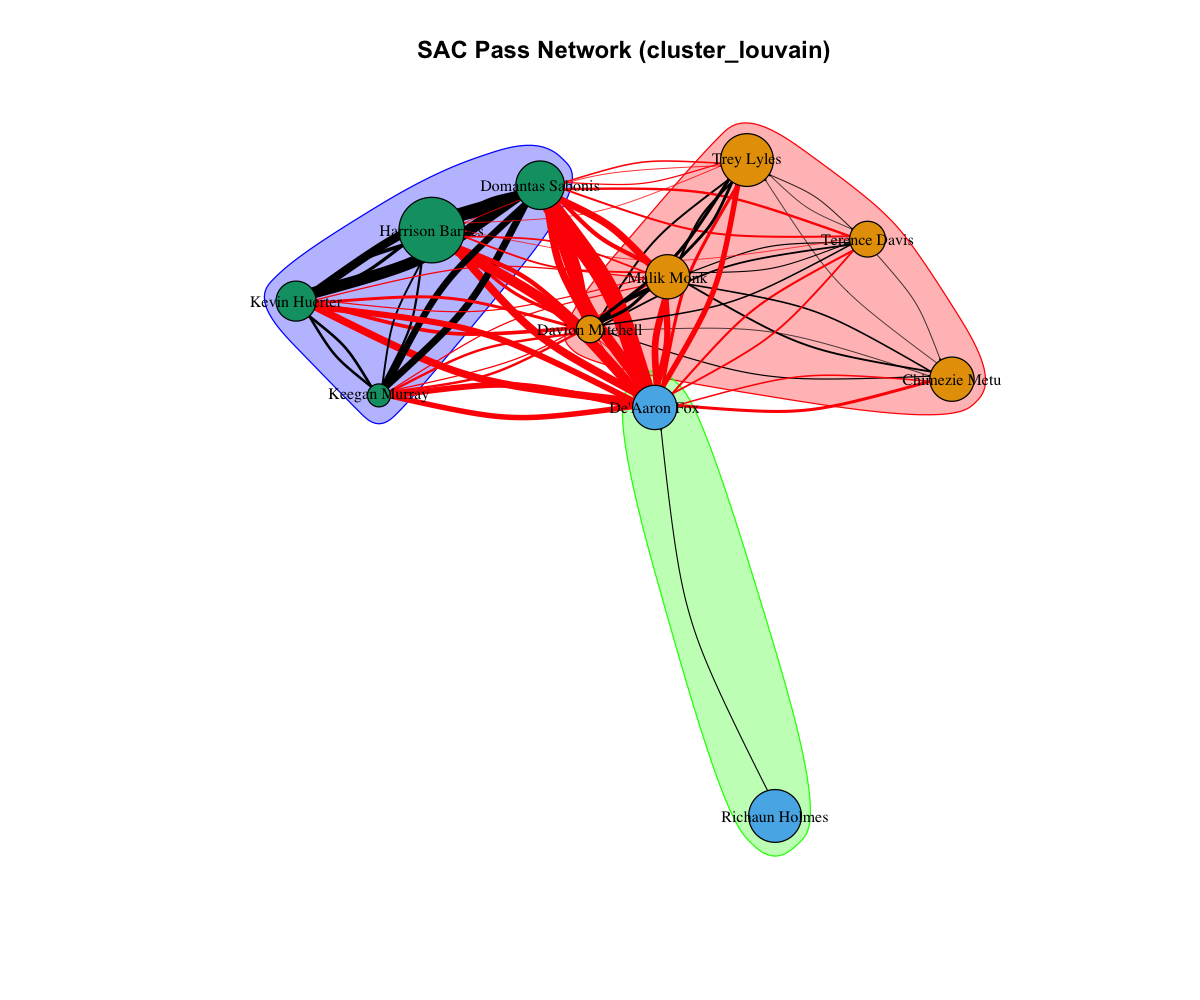 SAC Pass Network (cluster_louvain)
Trey Lyles
Domantas Sabonis
Harrison Barnes
Terence Davis
Malik Monk
Kevin Huerter
Davion Mitchell
Chimezie Metu
Keegan Murray
De'Aaron Fox
Richaun Holmes